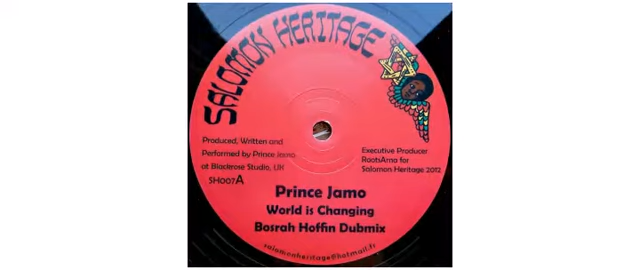 SALOMON HERITAGE
Produced, Written and
Performed by Prince Jamo
at Blackrose Studio, UK
SH007A
Executive Producer
RootsArna for
Salomon Heritage 2012
Prince Jamo
World is Changing
Bosrah Hoffin Dubmix
salomonheritage@hotmail.fr